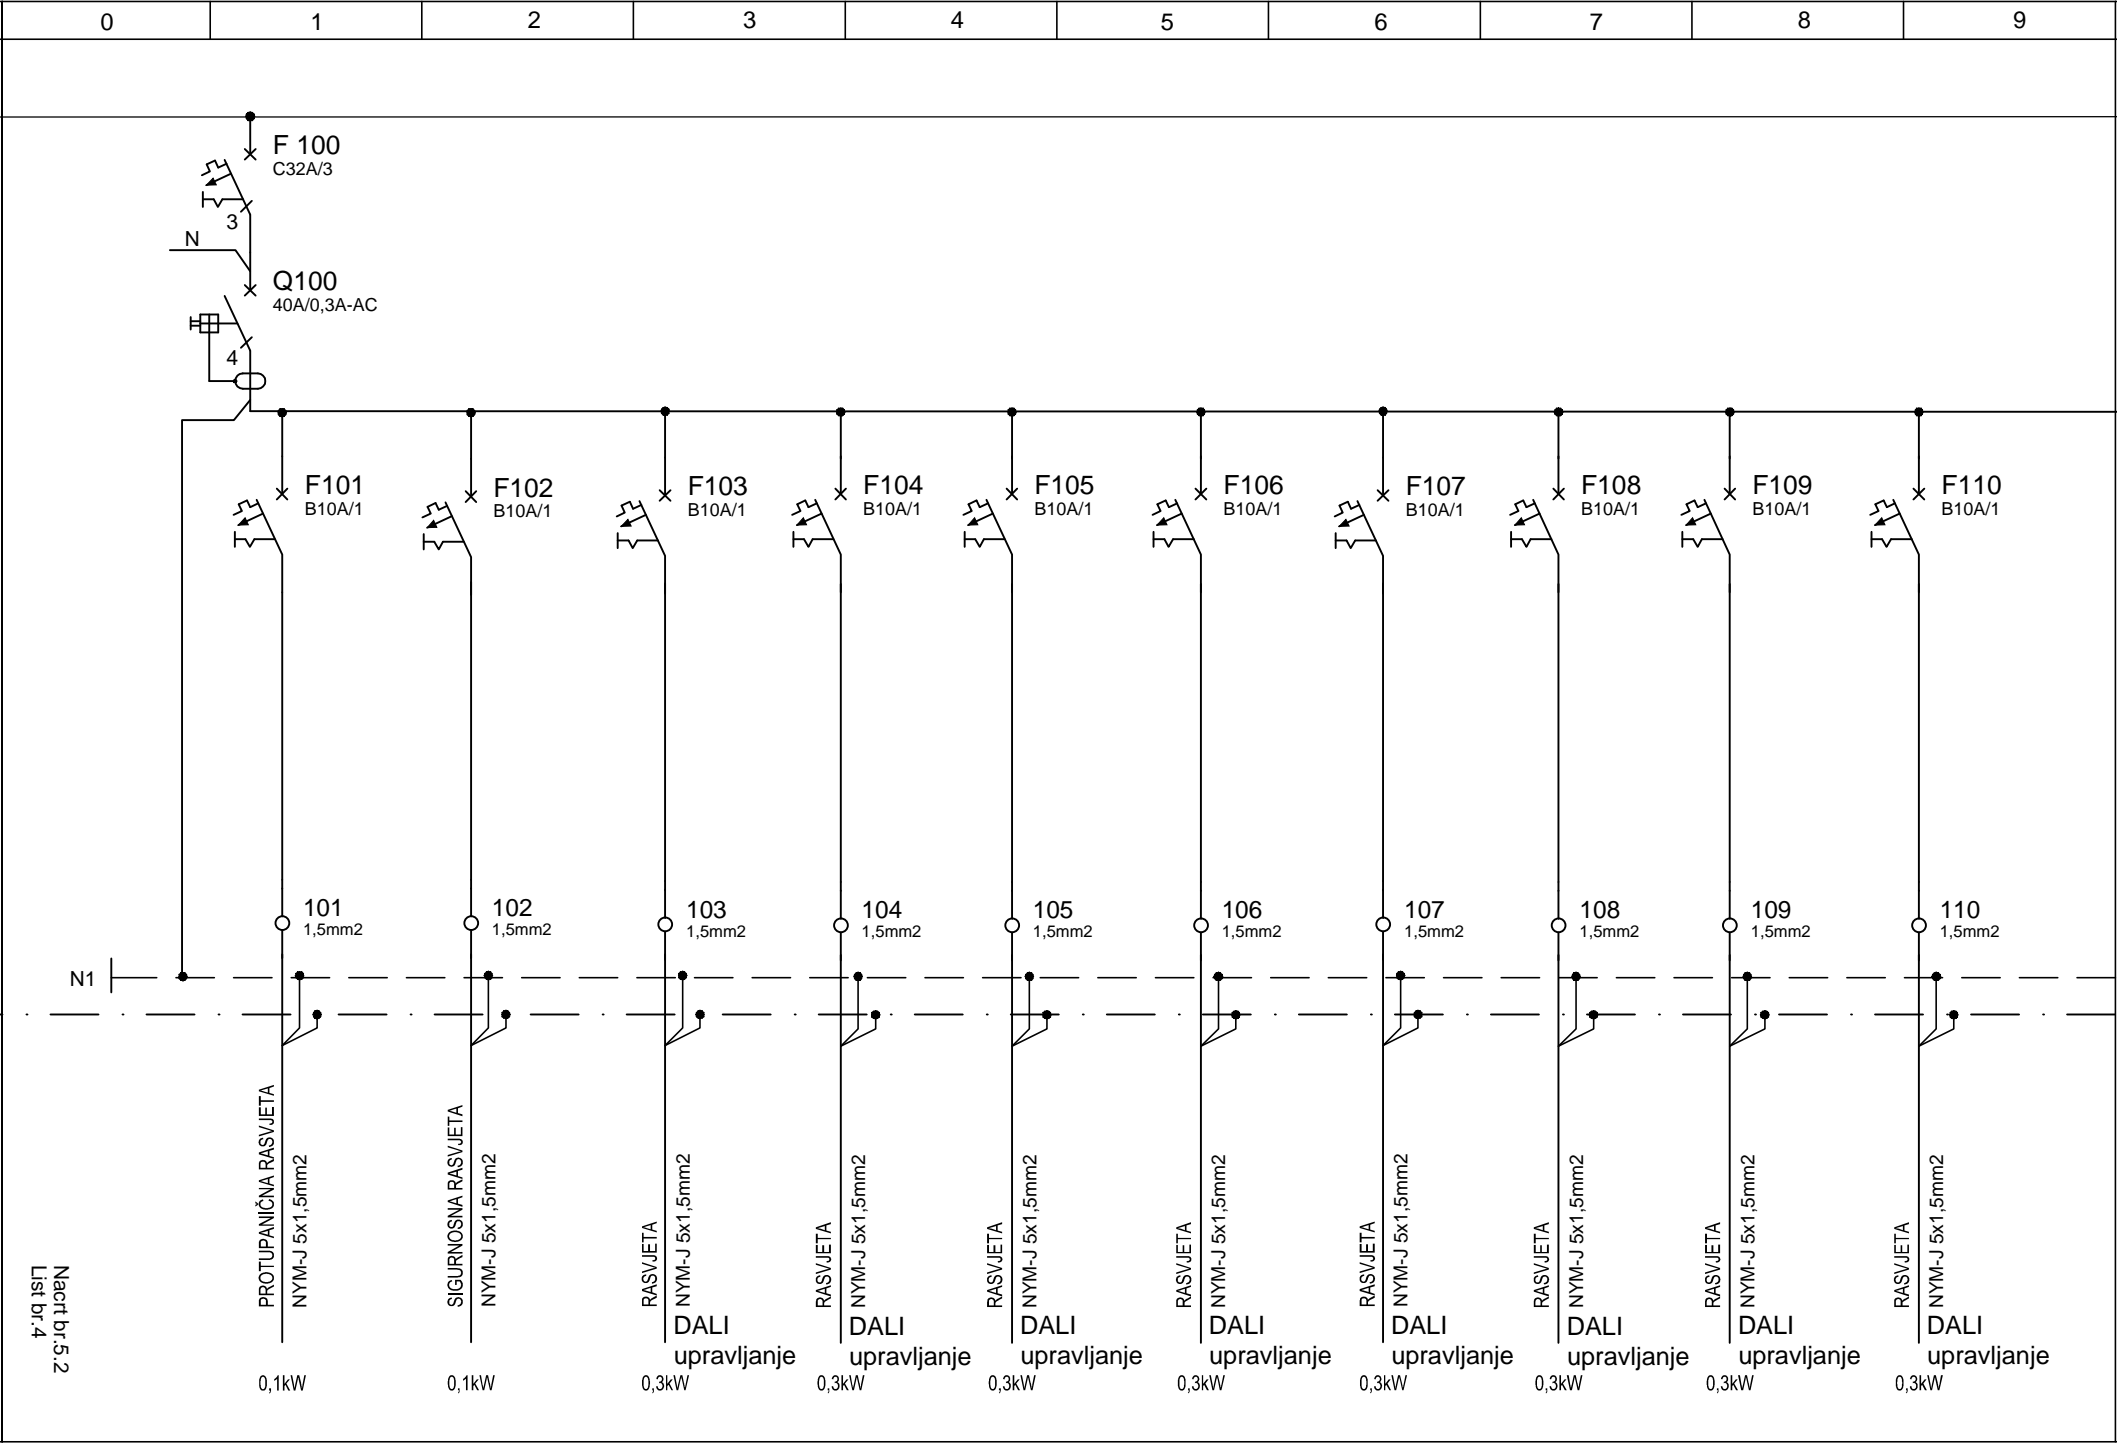 0 1 2 3 4 5 6 7 8 9
F 100
C32A/3
3
N
Q100
40A/0,3A-AC
4
F101 F102 F103 F104 F105 F106 F107 F108 F109 F110
B10A/1 B10A/1 B10A/1 B10A/1 B10A/1 B10A/1 B10A/1 B10A/1 B10A/1 B10A/1
101 102 103 104 105 106 107 108 109 110
1,5mm2 1,5mm2 1,5mm2 1,5mm2 1,5mm2 1,5mm2 1,5mm2 1,5mm2 1,5mm2 1,5mm2
N1
PROTUPANIČNA RASVJETA
NYM-J 5x1,5mm2
SIGURNOSNA RASVJETA
NYM-J 5x1,5mm2
RASVJETA
NYM-J 5x1,5mm2
RASVJETA
NYM-J 5x1,5mm2
RASVJETA
NYM-J 5x1,5mm2
RASVJETA
NYM-J 5x1,5mm2
RASVJETA
NYM-J 5x1,5mm2
RASVJETA
NYM-J 5x1,5mm2
RASVJETA
NYM-J 5x1,5mm2
RASVJETA
NYM-J 5x1,5mm2
DALI DALI DALI DALI DALI DALI DALI DALI
upravljanje upravljanje upravljanje upravljanje upravljanje upravljanje upravljanje upravljanje
0,1kW 0,1kW 0,3kW 0,3kW 0,3kW 0,3kW 0,3kW 0,3kW 0,3kW 0,3kW
Nacrt br.5.2
List br.4